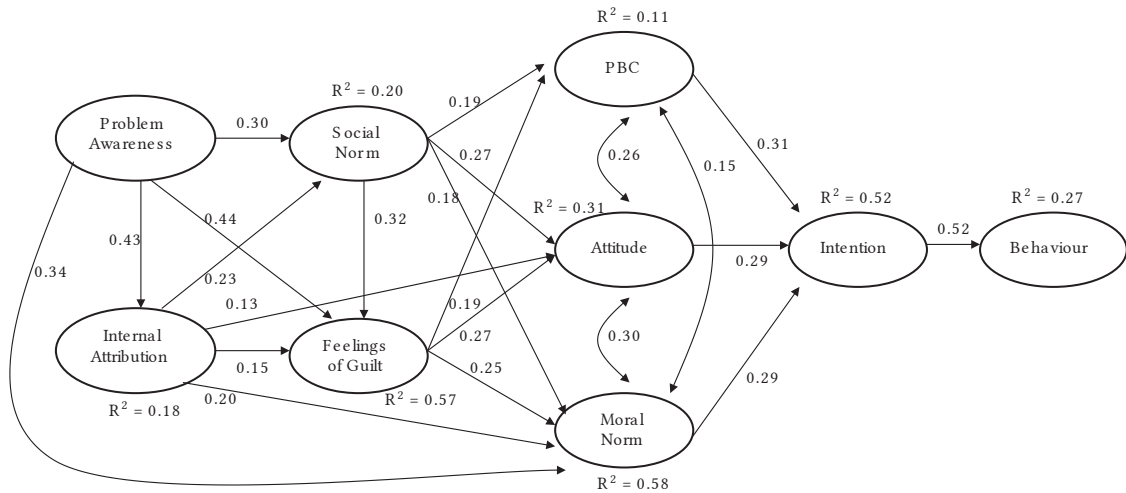 R² = 0.11
PBC
R² = 0.20
Problem
Awareness
0.30
Social
Norm
0.19
0.31
0.27
0.26
0.15
0.18
R² = 0.31
R² = 0.52
R² = 0.27
0.44
0.32
0.43
Attitude
0.29
Intention
0.52
Behaviour
0.34
0.23
0.13
0.19
Internal
Attribution
0.15
Feelings
of Guilt
0.27
0.30
0.25
0.29
R² = 0.18
0.20
R² = 0.57
Moral
Norm
R² = 0.58